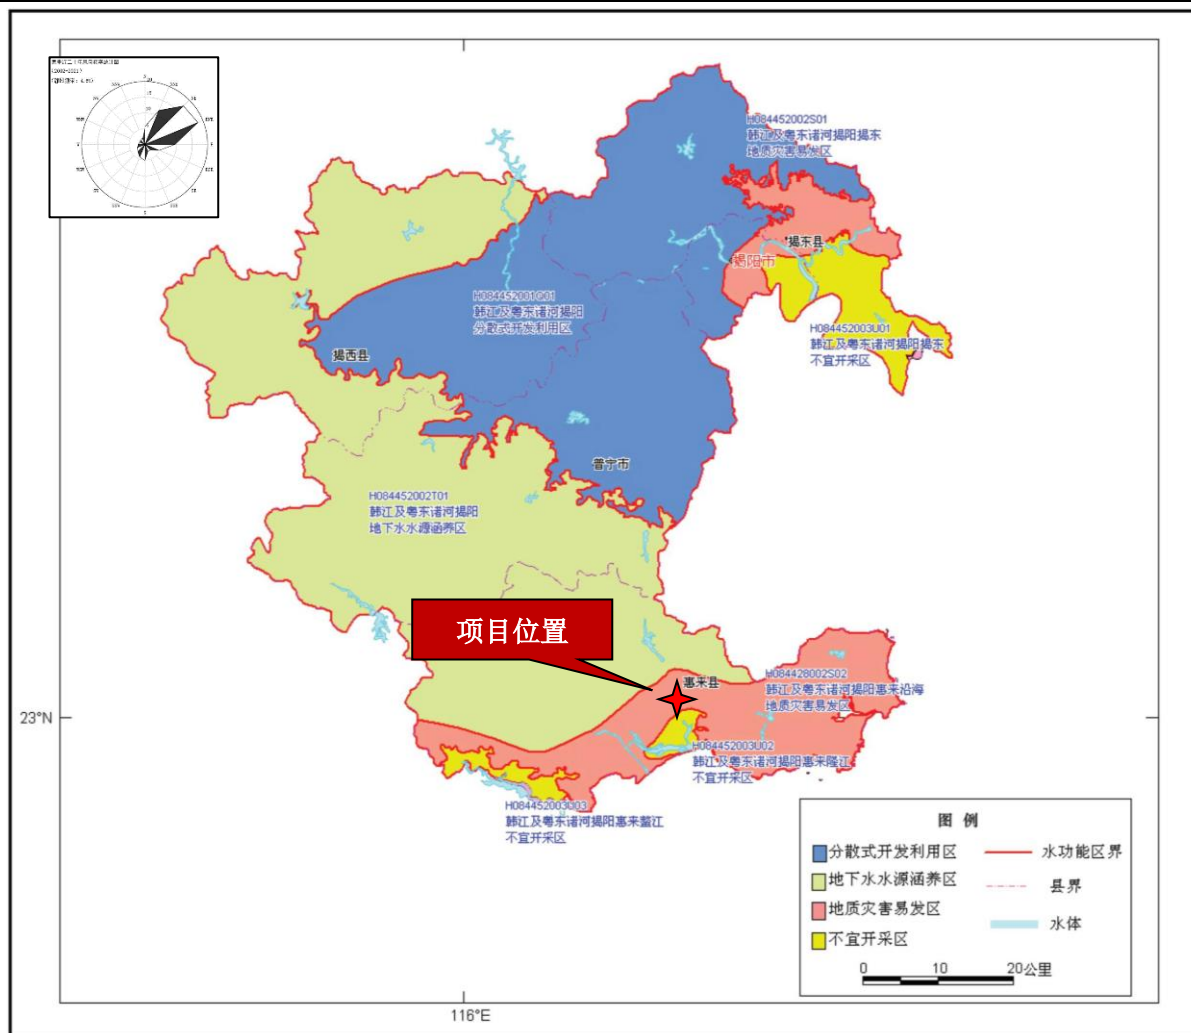 (2002-2021)
H084452002S01
韩江及粤东诸河揭阳揭东
地质灾害易发区
揭东县
揭阳市
H084452001Q01
韩江及粤东诸河揭阳
分散式开发利用区
H084452003U01
韩江及粤东诸河揭阳揭东
不宜开采区
揭西县
普宁市
H084452002T01
韩江及粤东诸河揭阳
地下水水源涵养区
项目位置
惠来县
H084428002S02
韩江及粤东诸河揭阳惠来沿海
地质灾害易发区
23°N
H084452003U02
韩江及粤东诸河揭阳惠来隆江
不宜开采区
H084452003U03
韩江及粤东诸河揭阳惠来鳌江
不宜开采区
图 例
分散式开发利用区
水功能区界
地下水水源涵养区
县界
地质灾害易发区
水体
不宜开采区
0 10 20公里
116°E